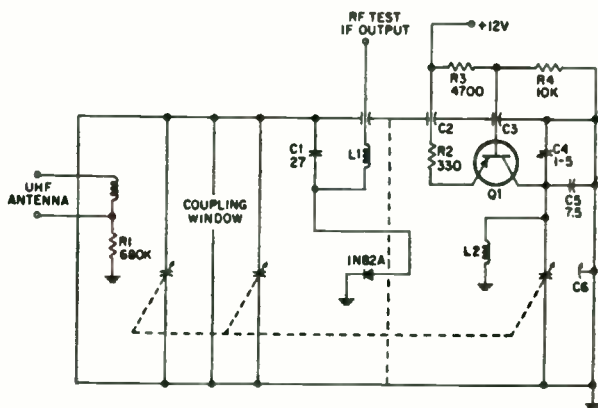 RF TEST
IF OUTPUT
+12V
R3
4700
R4
10K
C2
C3
C1
27
L1
R2
330
C4
1-5
Q1
C5
7.5
UHF
ANTENNA
COUPLING
WINDOW
R1
680K
1N82A
L2
C6